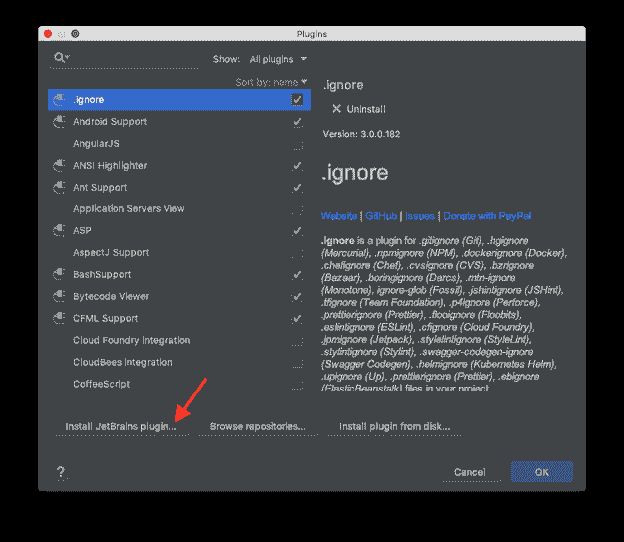 Plugins
Show: All plugins
Sort by: name
.ignore
Android Support
AngularJS
ANSI Highlighter
Ant Support
Application Servers View
ASP
AspectJ Support
BashSupport
Bytecode Viewer
CFML Support
Cloud Foundry integration
CloudBees integration
CoffeeScript
.ignore
Uninstall
Version: 3.0.0.182
.ignore
Website | GitHub | Issues | Donate with PayPal
.ignore is a plugin for .gitignore (Git), .hgignore
(Mercurial), .npmignore (NPM), .dockerignore (Docker),
.chefignore (Chef), .cvsignore (CVS), .bzrignore
(Bazaar), .boringignore (Darcs), .mtn-ignore
(Monotone), ignore-glob (Fossil), .jshintignore (JSHint),
.tfignore (Team Foundation), .p4ignore (Perforce),
.prettierignore (Prettier), .flooignore (Floobits),
.eslintignore (ESLint), .cfignore (Cloud Foundry),
.jpmignore (Jetpack), .stylelintignore (StyleLint),
.stylintignore (Stylint), .swagger-codegen-ignore
(Swagger Codegen), .helmignore (Kubernetes Helm),
.upignore (Up), .prettierignore (Prettier), .ebignore
(ElasticBeanstalk) files in your project
Install JetBrains plugin...
Browse repositories...
Install plugin from disk...
?
Cancel
OK